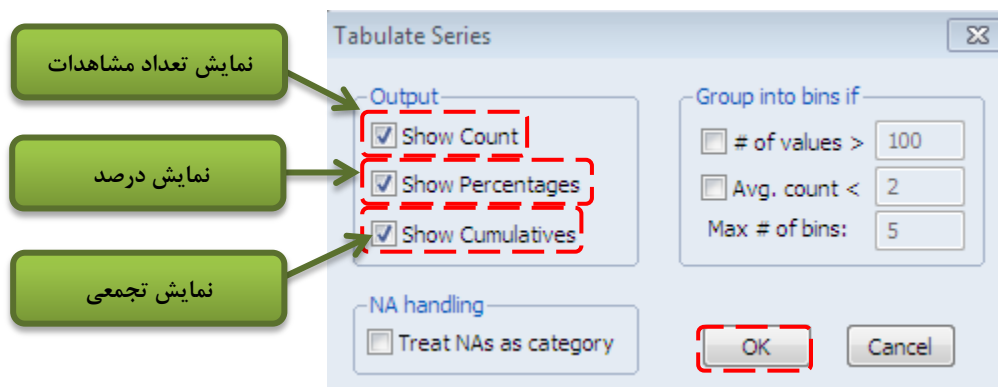 Tabulate Series
نمایش تعداد مشاهدات
نمایش درصد
نمایش تجمعی
Output
Show Count
Show Percentages
Show Cumulatives
NA handling
Treat NAs as category
Group into bins if
# of values > 100
Avg. count < 2
Max # of bins: 5
OK
Cancel